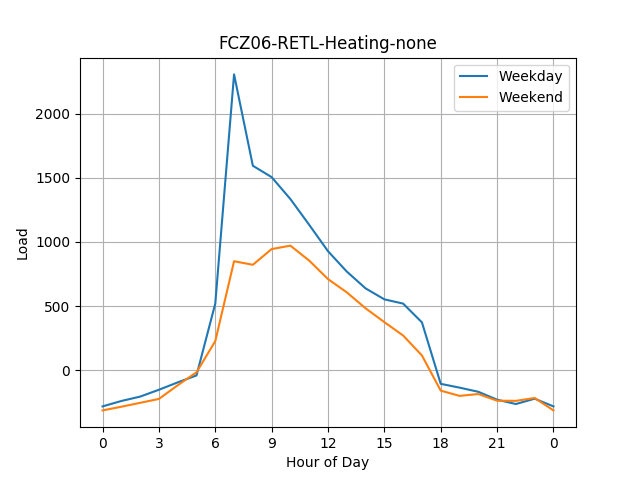 FCZ06-RETL-Heating-none
Weekday
Weekend
2000
1500
1000
500
0
Load
0 3 6 9 12 15 18 21 0
Hour of Day